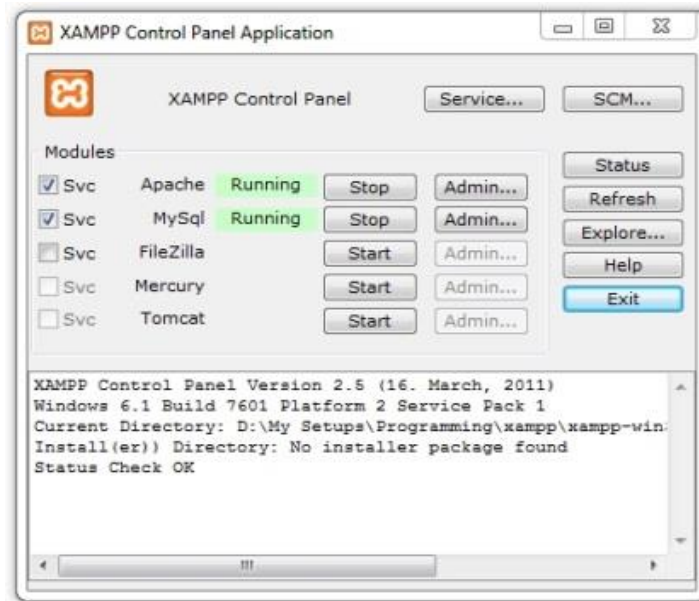 XAMPP Control Panel Application
XAMPP Control Panel Service... SCM...
Modules
Svc Apache Running Stop Admin...
Svc MySql Running Stop Admin...
Svc FileZilla Start Admin...
Svc Mercury Start Admin...
Svc Tomcat Start Admin...
Status
Refresh
Explore...
Help
Exit
XAMPP Control Panel Version 2.5 (16. March, 2011)
Windows 6.1 Build 7601 Platform 2 Service Pack 1
Current Directory: D:\My Setups\Programming\xampp\xampp-win
Install(er)) Directory: No installer package found
Status Check OK